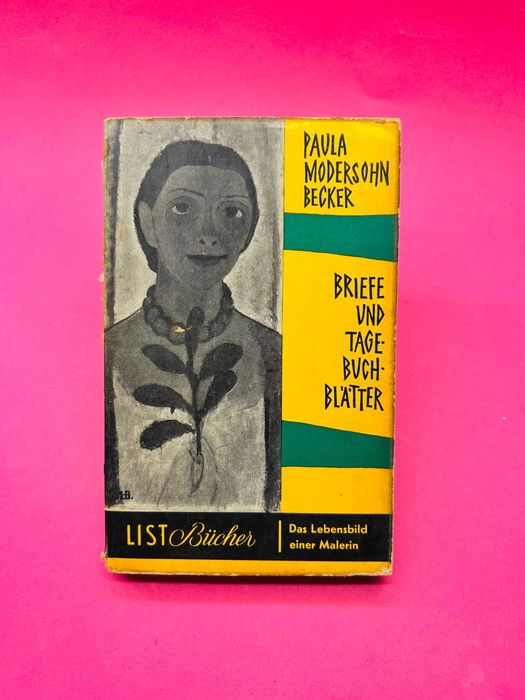 PAULA
MODERSOHN
BECKER
BRIEFE
UND
TAGE-
BUCH-
BLÄTTER
LIST Bücher
Das Lebensbild
einer Malerin